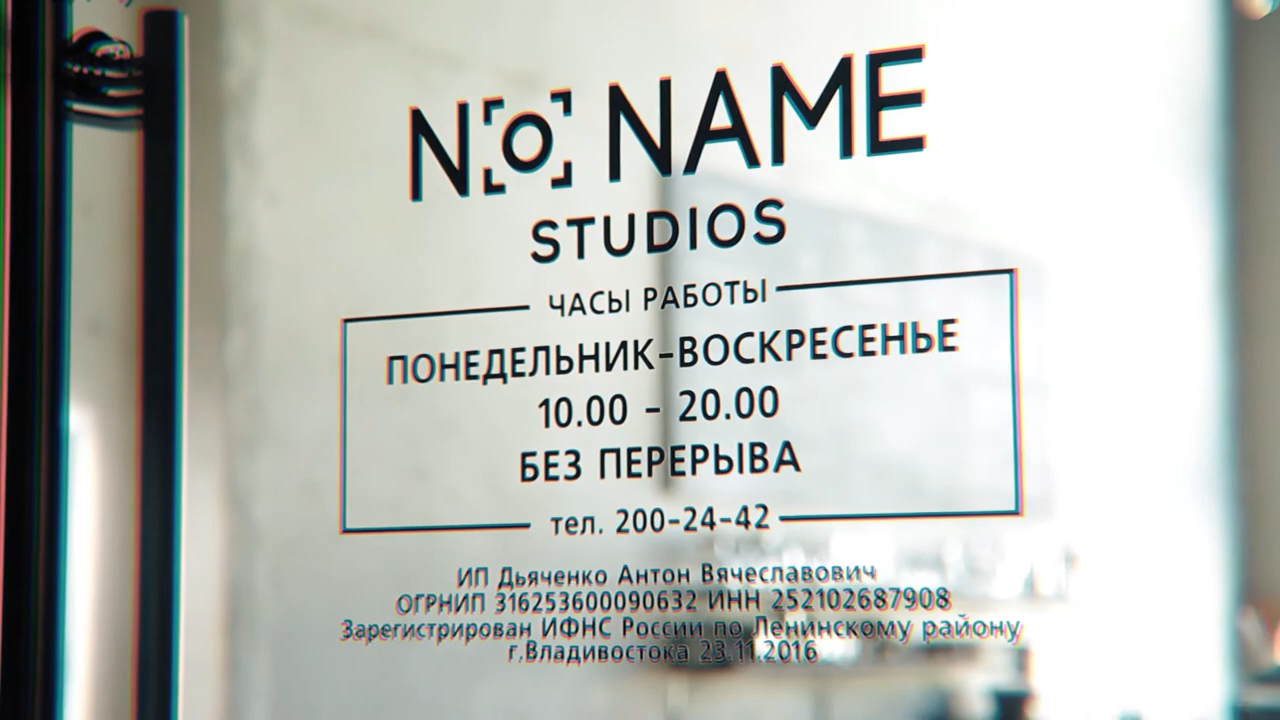 NO NAME
STUDIOS
ЧАСЫ РАБОТЫ
ПОНЕДЕЛЬНИК-ВОСКРЕСЕНЬЕ
10.00 - 20.00
БЕЗ ПЕРЕРЫВА
тел. 200-24-42
ИП Дьяченко Антон Вячеславович
ОГРНИП 316253600090632 ИНН 252102687908
Зарегистрирован ИФНС России по Ленинскому району
г.Владивостока 23.11.2016